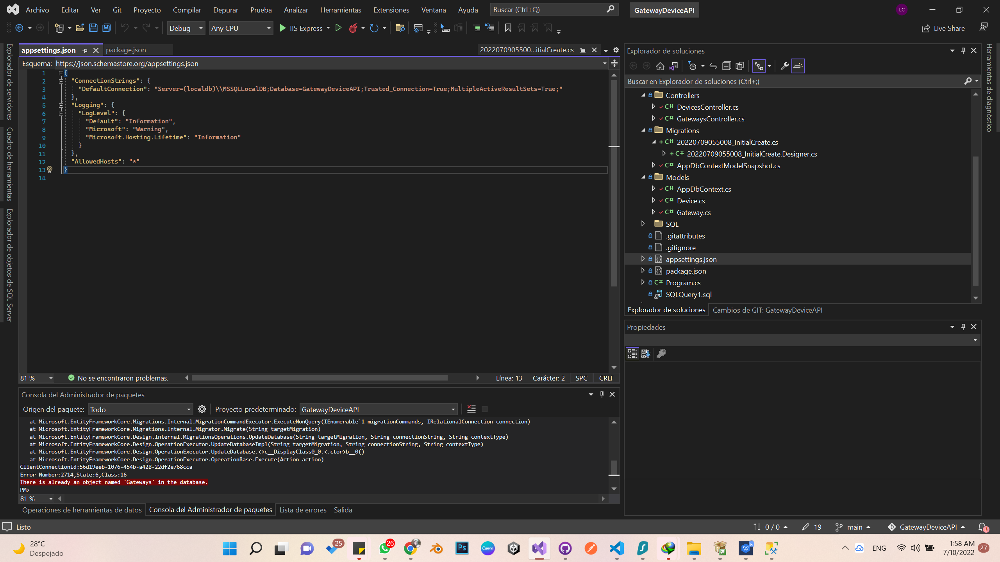 Archivo Editar Ver Git Proyecto Compilar Depurar Prueba Analizar Herramientas Extensiones Ventana Ayuda Buscar (Ctrl+Q) GatewayDeviceAPI LC
Debug Any CPU IIS Express Live Share
Explorador de servidores
Cuadro de herramientas
Explorador de objetos de SQL Server
appsettings.json package.json 2022070905500...itialCreate.cs
Esquema: https://json.schemastore.org/appsettings.json
1 {
2 "ConnectionStrings": {
3 "DefaultConnection": "Server=(localdb)\\MSSQLLocalDB;Database=GatewayDeviceAPI;Trusted_Connection=True;MultipleActiveResultSets=True;"
4 },
5 "Logging": {
6 "LogLevel": {
7 "Default": "Information",
8 "Microsoft": "Warning",
9 "Microsoft.Hosting.Lifetime": "Information"
10 }
11 },
12 "AllowedHosts": "*"
13 }
14
81 % No se encontraron problemas. Línea: 13 Carácter: 2 SPC CRLF
Consola del Administrador de paquetes
Origen del paquete: Todo Proyecto predeterminado: GatewayDeviceAPI
at Microsoft.EntityFrameworkCore.Migrations.Internal.MigrationCommandExecutor.ExecuteNonQuery(IEnumerable`1 migrationCommands, IRelationalConnection connection)
at Microsoft.EntityFrameworkCore.Migrations.Internal.Migrator.Migrate(String targetMigration)
at Microsoft.EntityFrameworkCore.Design.Internal.MigrationsOperations.UpdateDatabase(String targetMigration, String connectionString, String contextType)
at Microsoft.EntityFrameworkCore.Design.OperationExecutor.UpdateDatabaseImpl(String targetMigration, String connectionString, String contextType)
at Microsoft.EntityFrameworkCore.Design.OperationExecutor.UpdateDatabase.<>c__DisplayClass0_0.<.ctor>b__0()
at Microsoft.EntityFrameworkCore.Design.OperationExecutor.OperationBase.Execute(Action action)
ClientConnectionId:56d19eeb-1076-454b-a428-22df2e768cca
Error Number:2714,State:6,Class:16
There is already an object named 'Gateways' in the database.
PM>
81 %
Operaciones de herramientas de datos Consola del Administrador de paquetes Lista de errores Salida
Explorador de soluciones
Buscar en Explorador de soluciones (Ctrl+;)
Controllers
C# DevicesController.cs
C# GatewaysController.cs
Migrations
C# 20220709055008_InitialCreate.cs
C# 20220709055008_InitialCreate.Designer.cs
C# AppDbContextModelSnapshot.cs
Models
C# AppDbContext.cs
C# Device.cs
C# Gateway.cs
SQL
.gitattributes
.gitignore
appsettings.json
package.json
C# Program.cs
SQLQuery1.sql
Explorador de soluciones Cambios de GIT: GatewayDeviceAPI
Propiedades
Herramientas de diagnóstico
Listo 0 / 0 19 main GatewayDeviceAPI 3
28°C
Despejado
25 26 Ps Canva W ENG
1:58 AM
7/10/2022 27